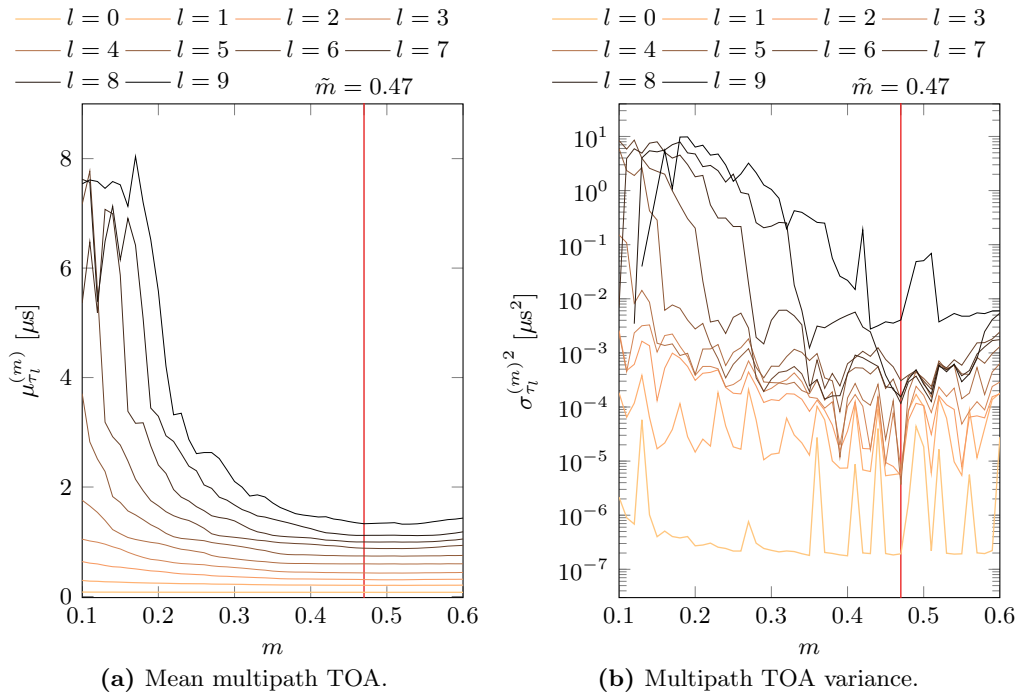 l = 0 l = 1 l = 2 l = 3
l = 4 l = 5 l = 6 l = 7
l = 8 l = 9
m̃ = 0.47
8
6
4
2
0
μ_{τ_l}^{(m)} [μs]
0.1 0.2 0.3 0.4 0.5 0.6
m
(a) Mean multipath TOA.
l = 0 l = 1 l = 2 l = 3
l = 4 l = 5 l = 6 l = 7
l = 8 l = 9
m̃ = 0.47
10^1
10^0
10^{−1}
10^{−2}
10^{−3}
10^{−4}
10^{−5}
10^{−6}
10^{−7}
σ_{τ_l}^{(m)2} [μs²]
0.1 0.2 0.3 0.4 0.5 0.6
m
(b) Multipath TOA variance.